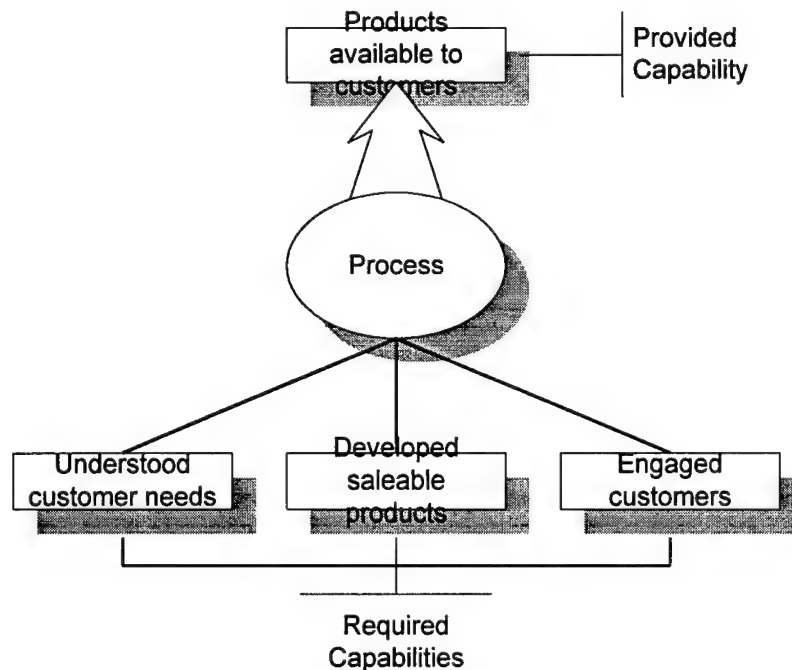 Products
available to
customers
Provided
Capability
Process
Understood
customer needs
Developed
saleable
products
Engaged
customers
Required
Capabilities